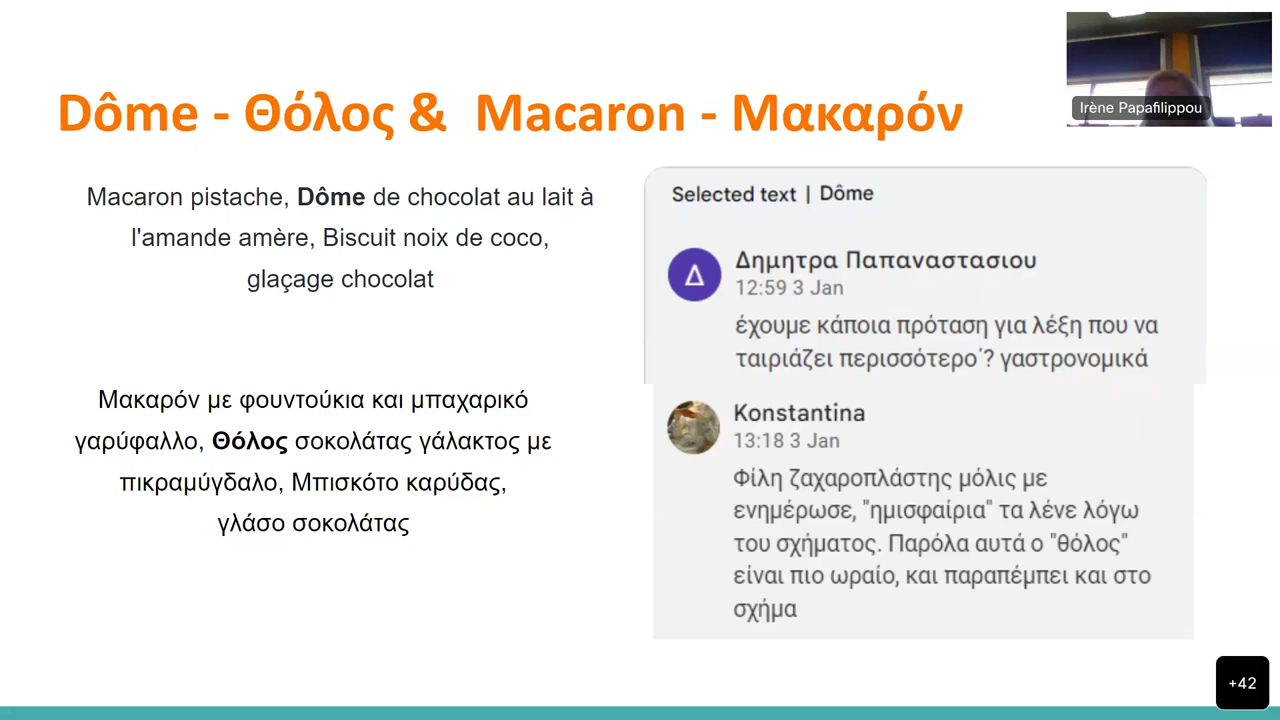 Dôme - Θόλος & Macaron - Μακαρόν
Irène Papafilippou
Macaron pistache, Dôme de chocolat au lait à
l'amande amère, Biscuit noix de coco,
glaçage chocolat
Μακαρόν με φουντούκια και μπαχαρικό
γαρύφαλλο, Θόλος σοκολάτας γάλακτος με
πικραμύγδαλο, Μπισκότο καρύδας,
γλάσο σοκολάτας
Selected text | Dôme
Δ
Δημητρα Παπαναστασιου
12:59 3 Jan
έχουμε κάποια πρόταση για λέξη που να
ταιριάζει περισσότερο΄? γαστρονομικά
Konstantina
13:18 3 Jan
Φίλη ζαχαροπλάστης μόλις με
ενημέρωσε, "ημισφαίρια" τα λένε λόγω
του σχήματος. Παρόλα αυτά ο "θόλος"
είναι πιο ωραίο, και παραπέμπει και στο
σχήμα
+42